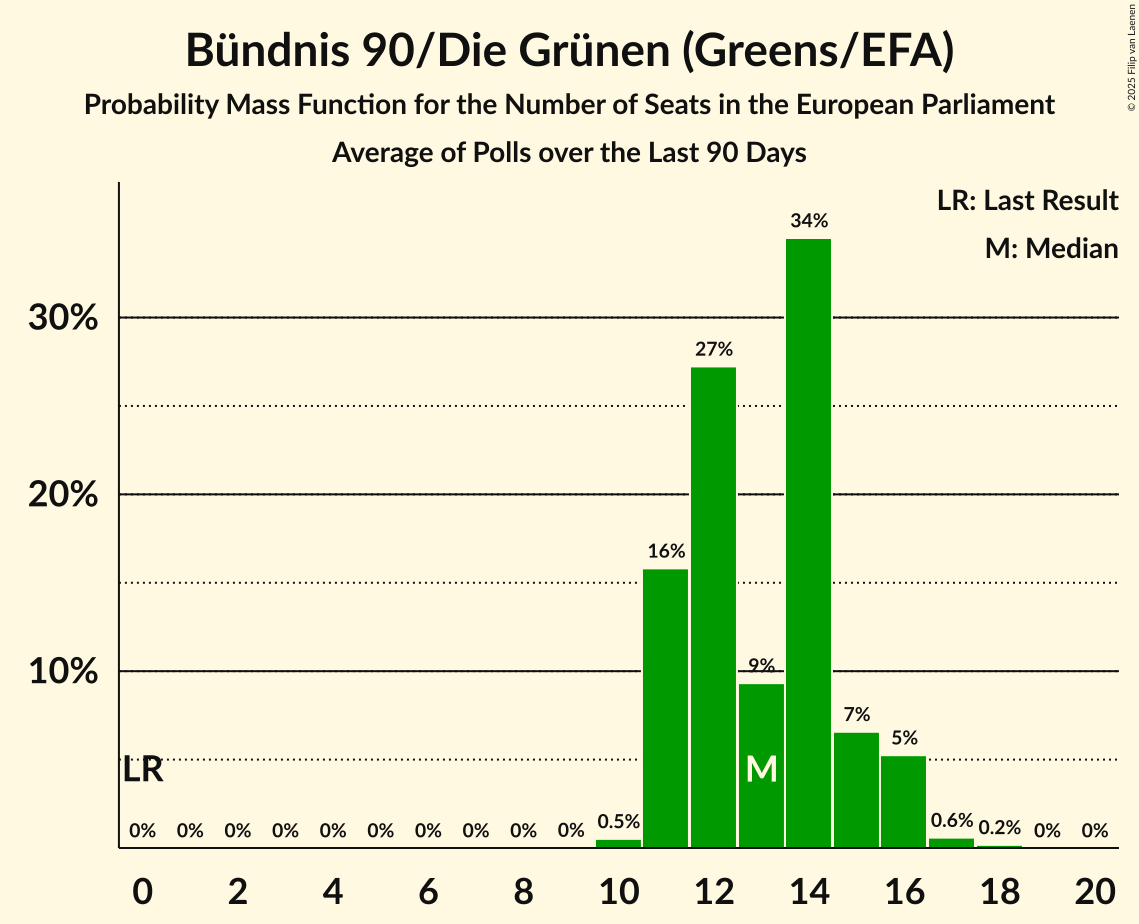 Bündnis 90/Die Grünen (Greens/EFA)
Probability Mass Function for the Number of Seats in the European Parliament
Average of Polls over the Last 90 Days
© 2025 Filip van Laenen
LR: Last Result
M: Median
34%
30%
27%
20%
16%
10%
9%
7%
5%
LR
M
0% 0% 0% 0% 0% 0% 0% 0% 0% 0% 0.5% 0.6% 0.2% 0% 0%
0 2 4 6 8 10 12 14 16 18 20